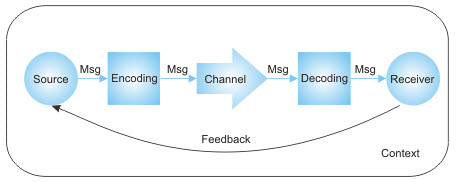 Msg Msg Msg Msg
Source Encoding Channel Decoding Receiver
Feedback
Context